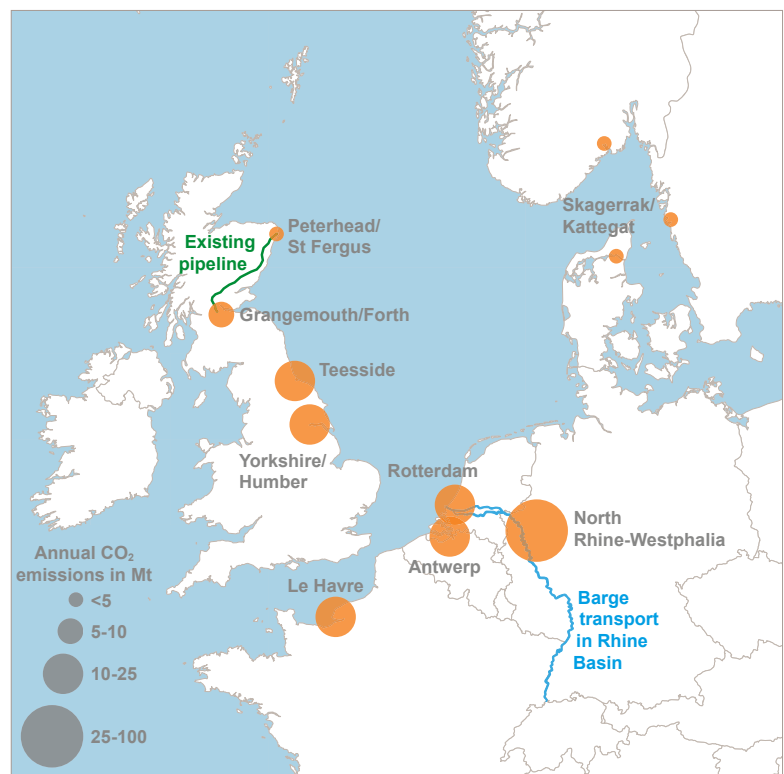 Skagerrak/
Kattegat
Peterhead/
St Fergus
Existing
pipeline
Grangemouth/Forth
Teesside
Yorkshire/
Humber
Rotterdam
North
Rhine-Westphalia
Antwerp
Le Havre
Barge
transport
in Rhine
Basin
Annual CO₂
emissions in Mt
<5
5-10
10-25
25-100